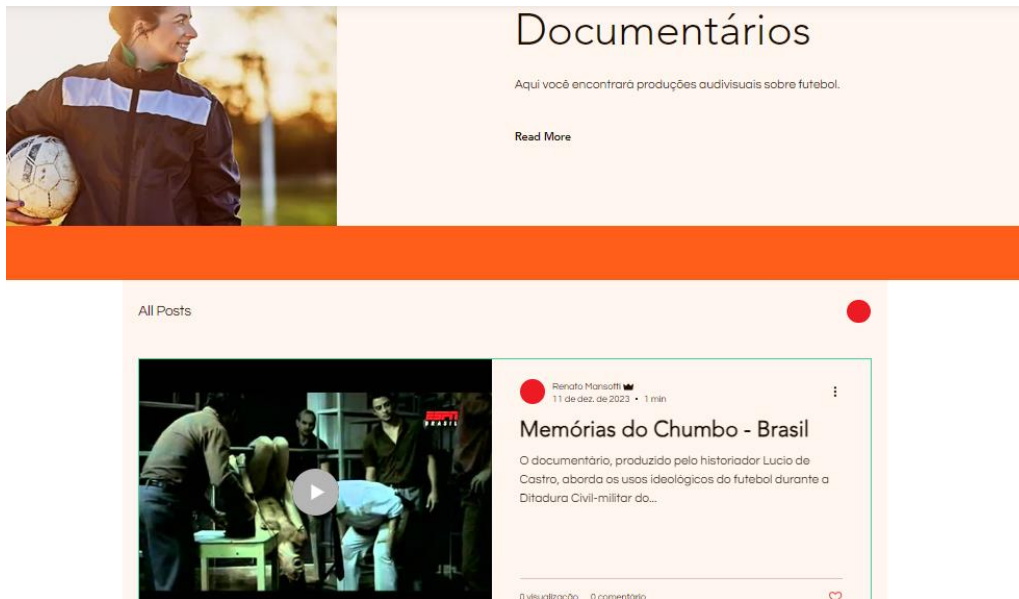 Documentários
Aqui você encontrará produções audiovisuais sobre futebol.
Read More
All Posts
ESPN
BRASIL
Renato Mansotti
11 de dez. de 2023 • 1 min
Memórias do Chumbo - Brasil
O documentário, produzido pelo historiador Lucio de
Castro, aborda os usos ideológicos do futebol durante a
Ditadura Civil-militar do...
0 visualização 0 comentário